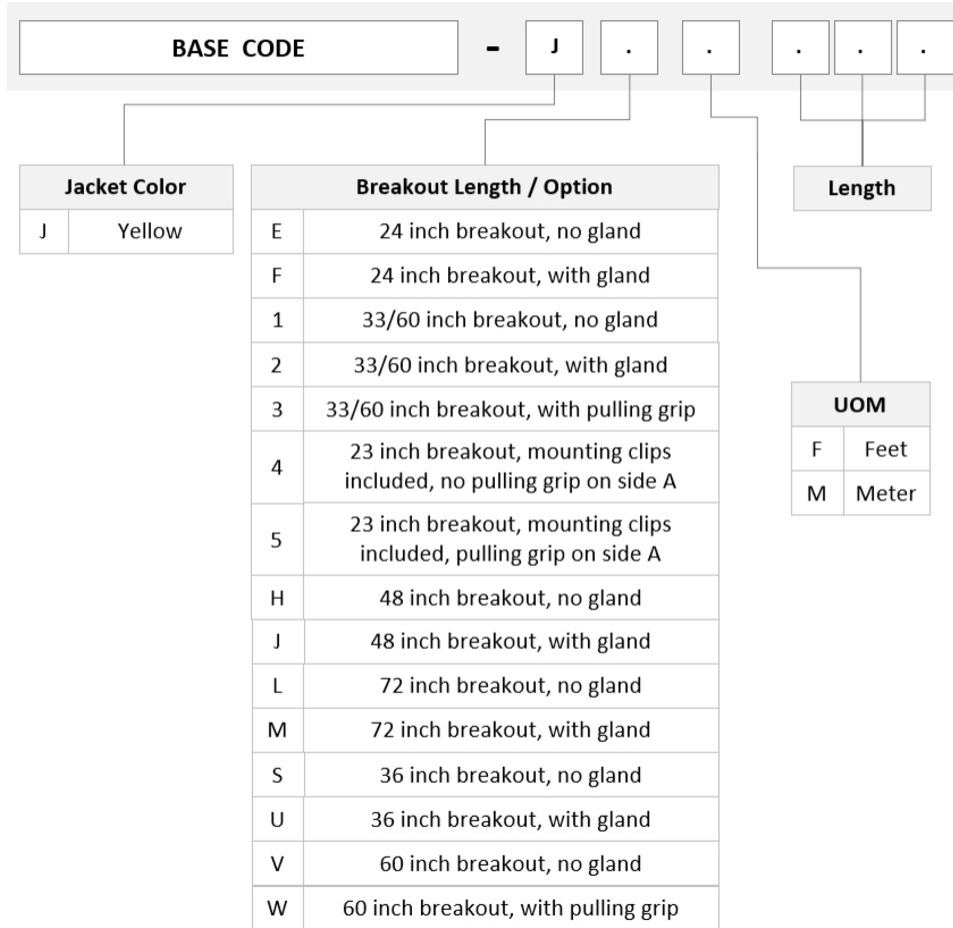 BASE CODE - J . . . . .
Jacket Color
J Yellow
Breakout Length / Option
E 24 inch breakout, no gland
F 24 inch breakout, with gland
1 33/60 inch breakout, no gland
2 33/60 inch breakout, with gland
3 33/60 inch breakout, with pulling grip
4 23 inch breakout, mounting clips
included, no pulling grip on side A
5 23 inch breakout, mounting clips
included, pulling grip on side A
H 48 inch breakout, no gland
J 48 inch breakout, with gland
L 72 inch breakout, no gland
M 72 inch breakout, with gland
S 36 inch breakout, no gland
U 36 inch breakout, with gland
V 60 inch breakout, no gland
W 60 inch breakout, with pulling grip
Length
UOM
F Feet
M Meter